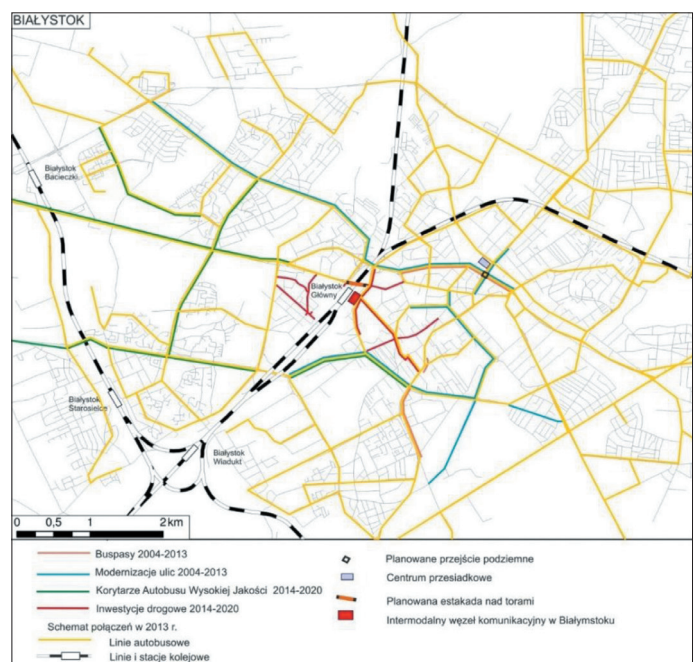 BIAŁYSTOK
Białystok
Bacieczki
Białystok
Główny
Białystok
Starosielce
Białystok
Wiadukt
0 0,5 1 2 km
Buspasy 2004-2013
Modernizacje ulic 2004-2013
Korytarze Autobusu Wysokiej Jakości 2014-2020
Inwestycje drogowe 2014-2020
Schemat połączeń w 2013 r.
Linie autobusowe
Linie i stacje kolejowe
Planowane przejście podziemne
Centrum przesiadkowe
Planowana estakada nad torami
Intermodalny węzeł komunikacyjny w Białymstoku